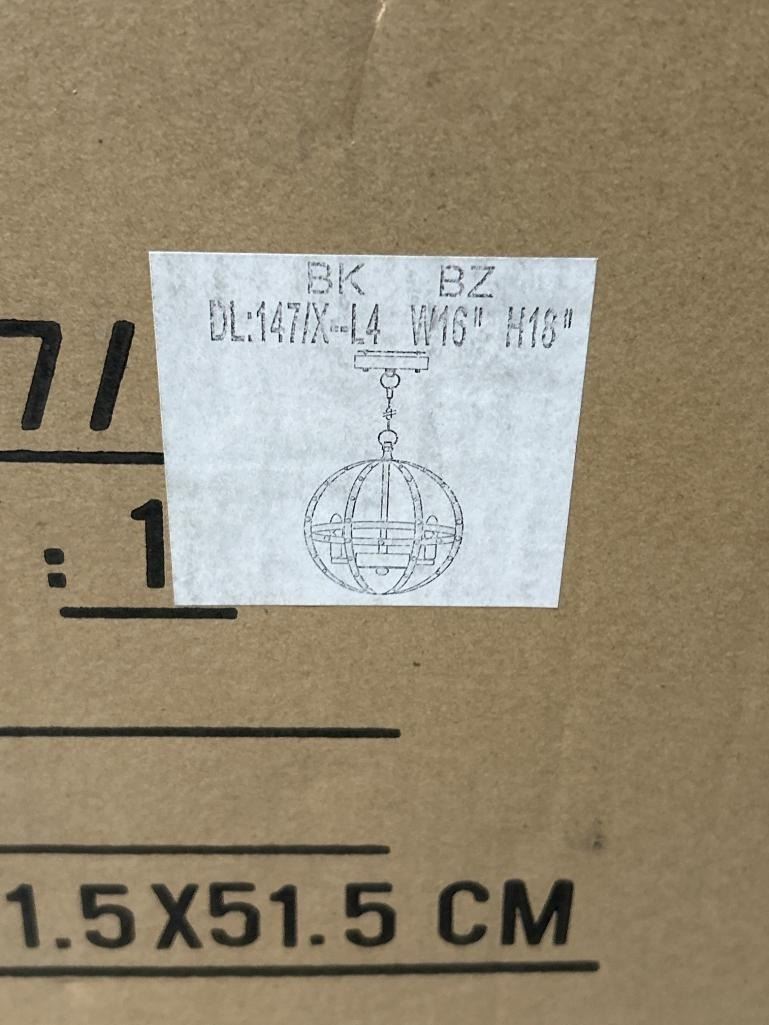 BK BZ
DL:147/X--L4 W16" H18"
7/
: 1
1.5X51.5 CM